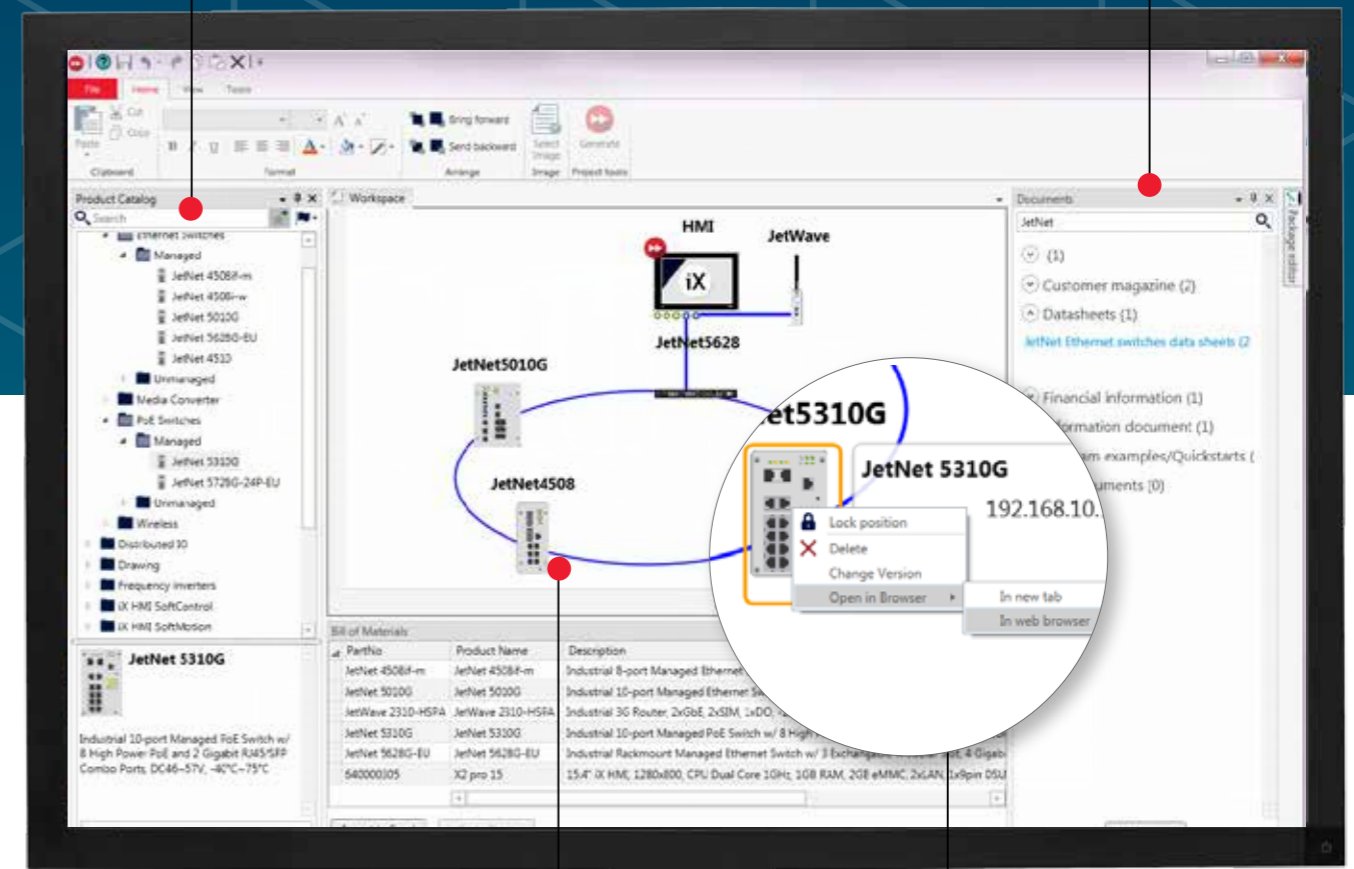 File Home View Tools
Cut
Copy
Paste
Bring forward
Send backward
Select Image
Generate
Clipboard Format Arrange Image Project tools
Product Catalog
Search
Ethernet Switches
Managed
JetNet 4508if-m
JetNet 4508i-w
JetNet 5010G
JetNet 5628G-EU
JetNet 4510
Unmanaged
Media Converter
PoE Switches
Managed
JetNet 5310G
JetNet 5728G-24P-EU
Unmanaged
Wireless
Distributed IO
Drawing
Frequency inverters
iX HMI SoftControl
iX HMI SoftMotion
JetNet 5310G
Industrial 10-port Managed PoE Switch w/
8 High Power PoE and 2 Gigabit RJ45/SFP
Combo Ports, DC46~57V, -40°C~75°C
Workspace
HMI
JetWave
iX
JetNet5628
JetNet5010G
JetNet4508
et5310G
JetNet 5310G
192.168.10.
Lock position
Delete
Change Version
Open in Browser
In new tab
In web browser
Bill of Materials
PartNo Product Name Description
JetNet 4508if-m JetNet 4508if-m Industrial 8-port Managed Ethernet
JetNet 5010G JetNet 5010G Industrial 10-port Managed Ethernet
JetWave 2310-HSPA JetWave 2310-HSPA Industrial 3G Router, 2xGbE, 2xSIM, 1xDO,
JetNet 5310G JetNet 5310G Industrial 10-port Managed PoE Switch w/ 8 High
JetNet 5628G-EU JetNet 5628G-EU Industrial Rackmount Managed Ethernet Switch w/ 3 4 Gigab
640000305 X2 pro 15 15.4" iX HMI, 1280x800, CPU Dual Core 1GHz, 1GB RAM, 2GB eMMC, 2xLAN, 1x9pin DSU
Documents
JetNet
(1)
Customer magazine (2)
Datasheets (1)
JetNet Ethernet switches data sheets (2
Financial information (1)
ormation document (1)
am examples/Quickstarts (
uments (0)
Package editor